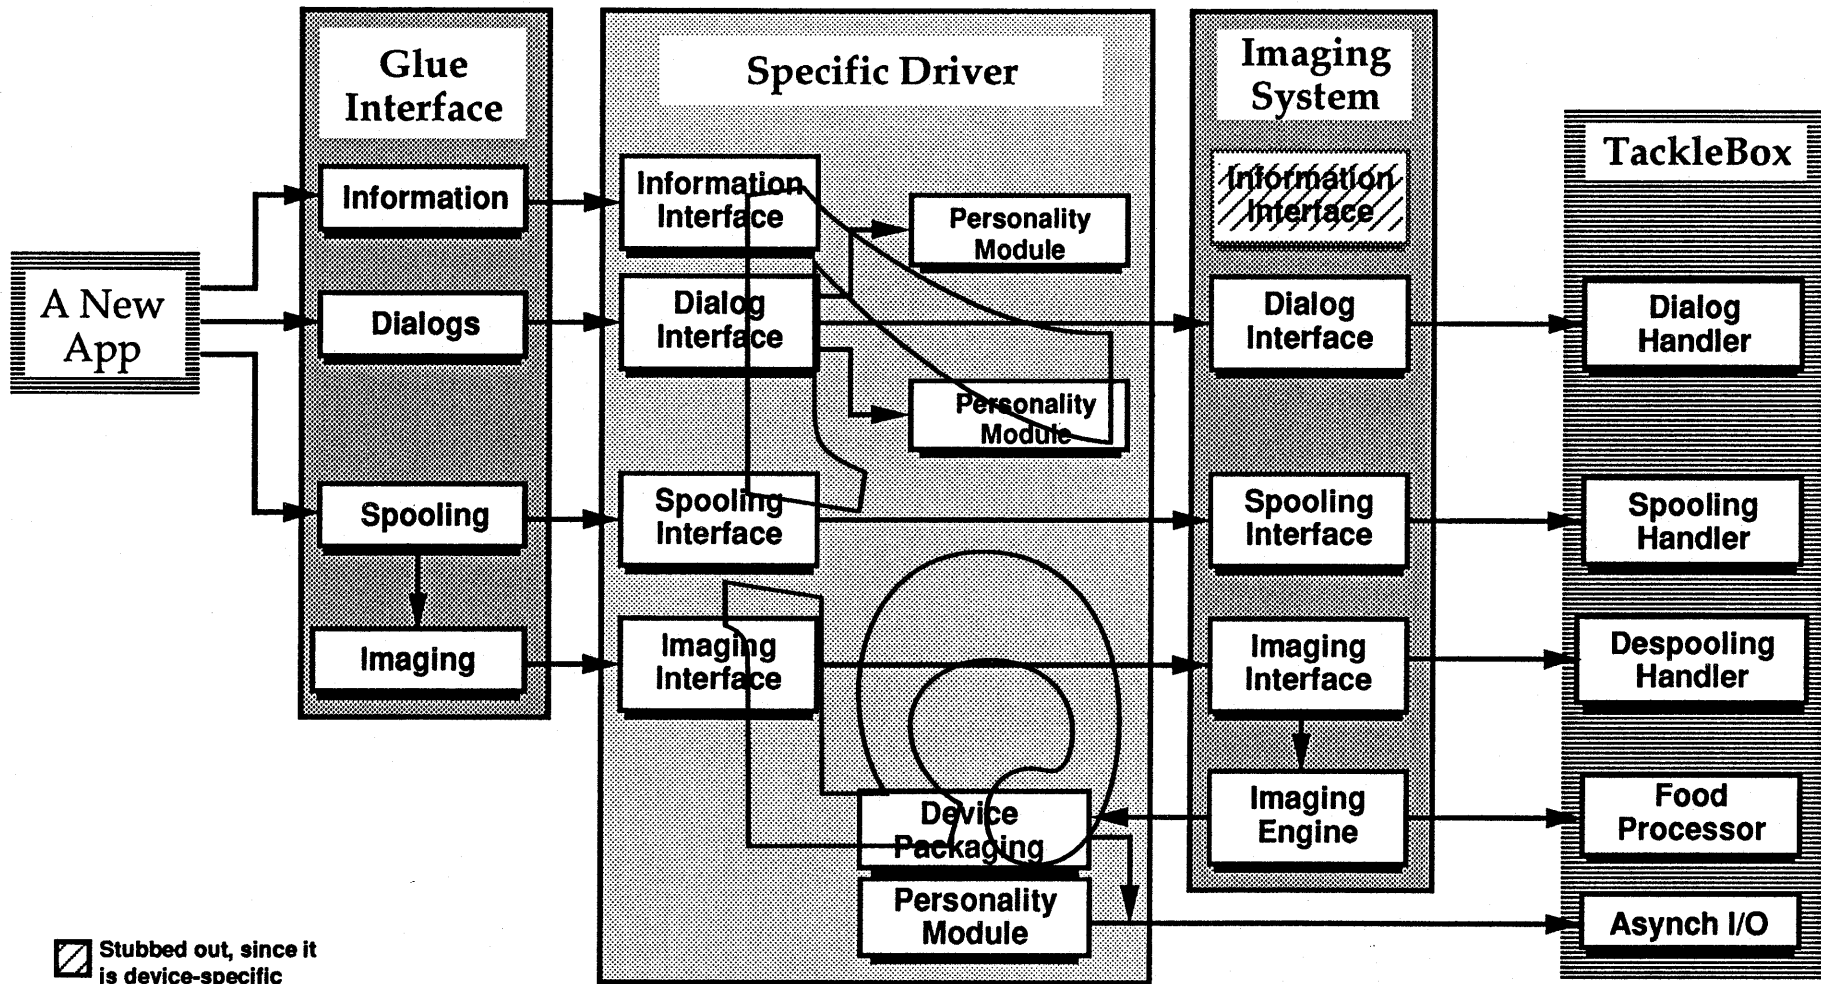 Glue
Interface
Specific Driver
Imaging
System
TackleBox
A New
App
Information
Dialogs
Spooling
Imaging
Information
Interface
Dialog
Interface
Spooling
Interface
Imaging
Interface
Personality
Module
Personality
Module
Device
Packaging
Personality
Module
Information
Interface
Dialog
Interface
Spooling
Interface
Imaging
Interface
Imaging
Engine
Dialog
Handler
Spooling
Handler
Despooling
Handler
Food
Processor
Asynch I/O
Stubbed out, since it
is device-specific